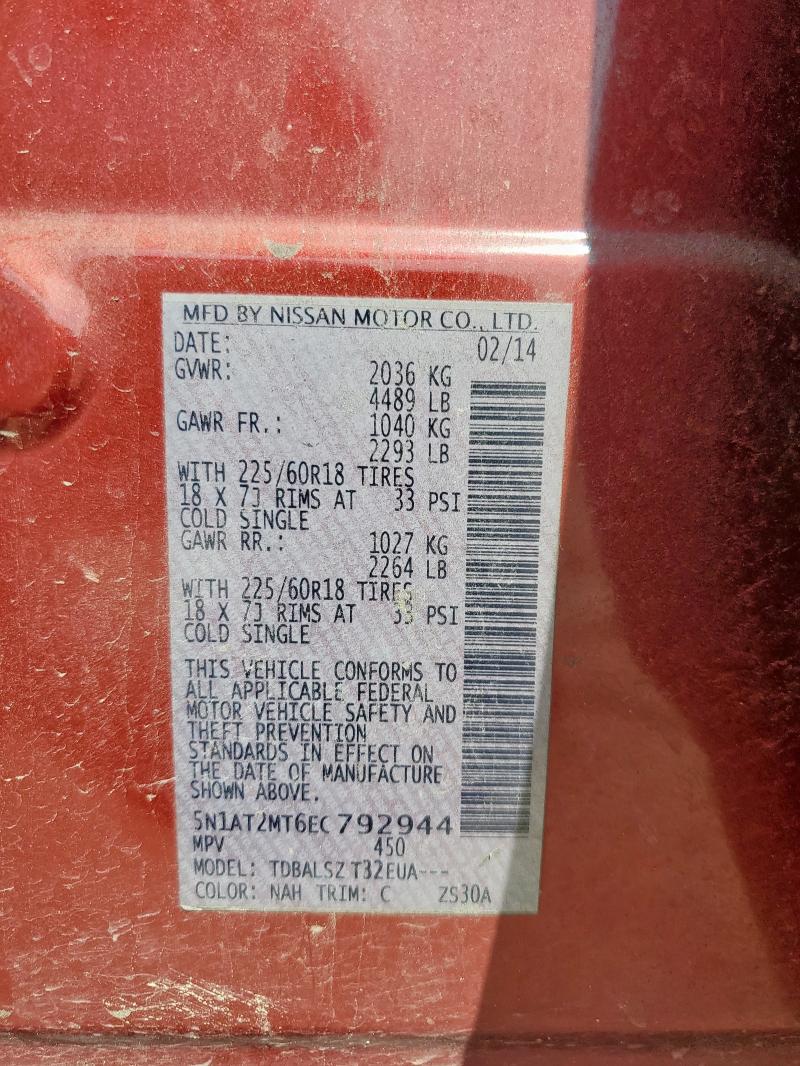 MFD BY NISSAN MOTOR CO., LTD.
DATE: 02/14
GVWR: 2036 KG
4489 LB
GAWR FR.: 1040 KG
2293 LB
WITH 225/60R18 TIRES
18 X 7J RIMS AT 33 PSI
COLD SINGLE
GAWR RR.: 1027 KG
2264 LB
WITH 225/60R18 TIRES
18 X 7J RIMS AT 33 PSI
COLD SINGLE
THIS VEHICLE CONFORMS TO
ALL APPLICABLE FEDERAL
MOTOR VEHICLE SAFETY AND
THEFT PREVENTION
STANDARDS IN EFFECT ON
THE DATE OF MANUFACTURE
SHOWN ABOVE.
5N1AT2MT6EC792944
MPV 450
MODEL: TDBALSZ T32EUA---
COLOR: NAH TRIM: C ZS30A